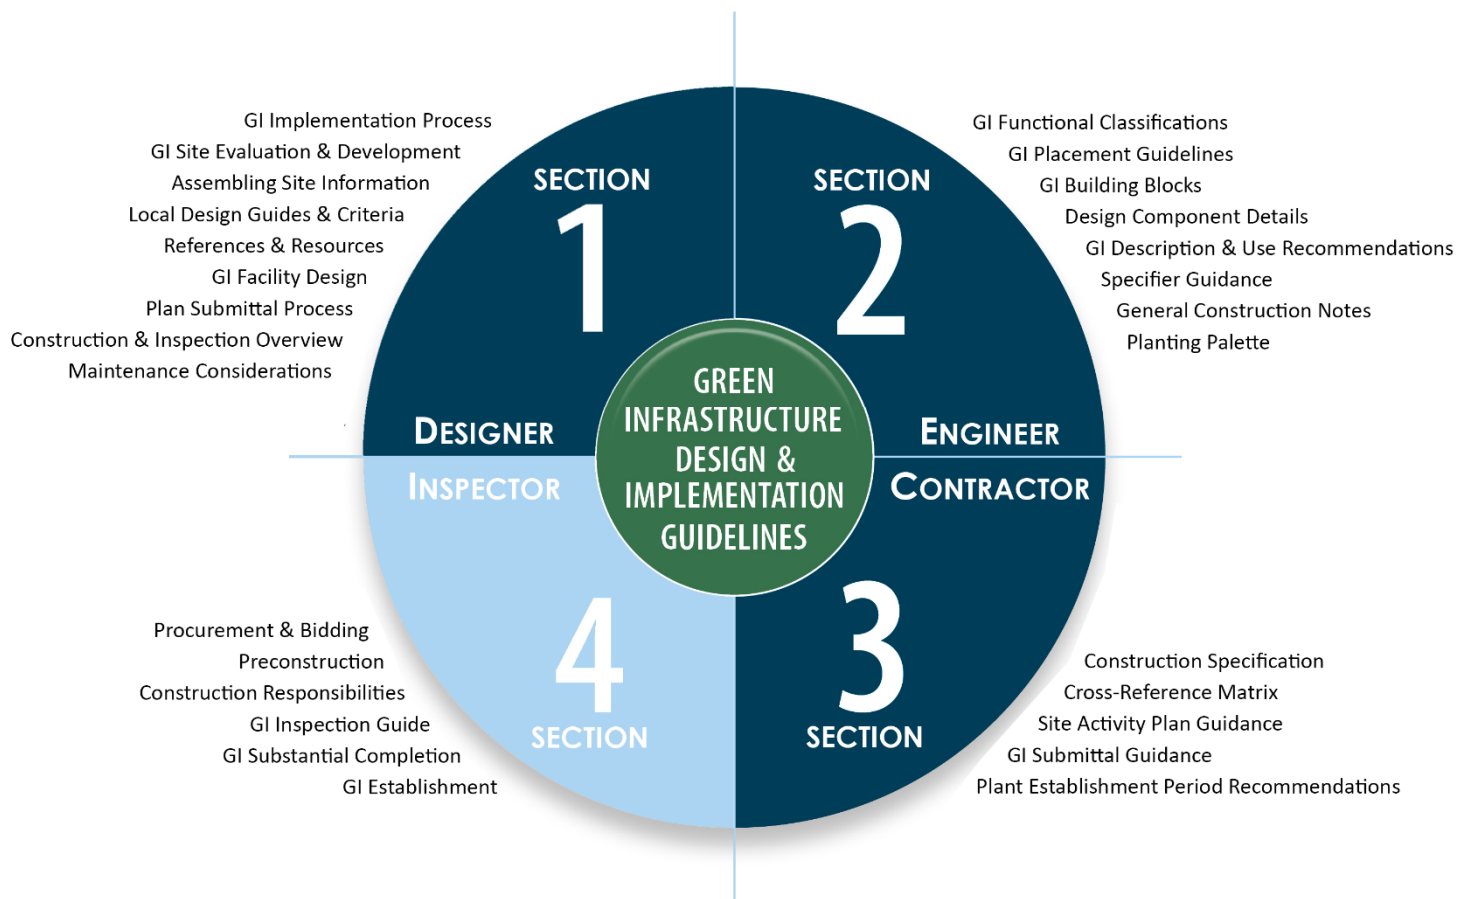 GI Implementation Process
GI Site Evaluation & Development
Assembling Site Information
Local Design Guides & Criteria
References & Resources
GI Facility Design
Plan Submittal Process
Construction & Inspection Overview
Maintenance Considerations
SECTION
1
DESIGNER
SECTION
2
ENGINEER
GI Functional Classifications
GI Placement Guidelines
GI Building Blocks
Design Component Details
GI Description & Use Recommendations
Specifier Guidance
General Construction Notes
Planting Palette
GREEN
INFRASTRUCTURE
DESIGN &
IMPLEMENTATION
GUIDELINES
INSPECTOR
4
SECTION
Procurement & Bidding
Preconstruction
Construction Responsibilities
GI Inspection Guide
GI Substantial Completion
GI Establishment
CONTRACTOR
3
SECTION
Construction Specification
Cross-Reference Matrix
Site Activity Plan Guidance
GI Submittal Guidance
Plant Establishment Period Recommendations